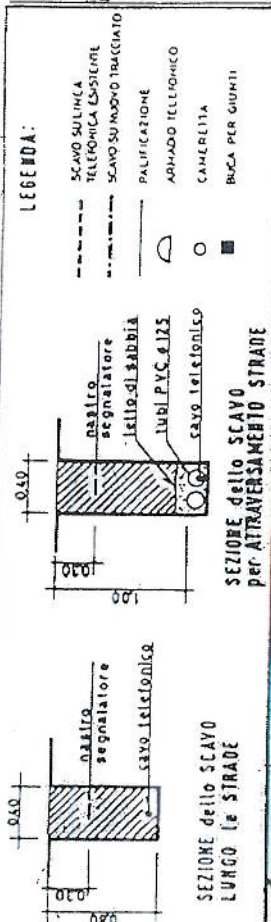 LEGENDA:
SCAVO SU LINEA
TELEFONICA ESISTENTE
SCAVO SU NUOVO TRACCIATO
PALIFICAZIONE
ARMADIO TELEFONICO
CAMERETTA
BUCA PER GIUNTI
0,40
0,30
1,00
nastro
segnalatore
letto di sabbia
tubi PVC ø 125
cavo telefonico
SEZIONE dello SCAVO
per ATTRAVERSAMENTO STRADE
0,40
0,30
0,80
nastro
segnalatore
cavo telefonico
SEZIONE dello SCAVO
LUNGO le STRADE